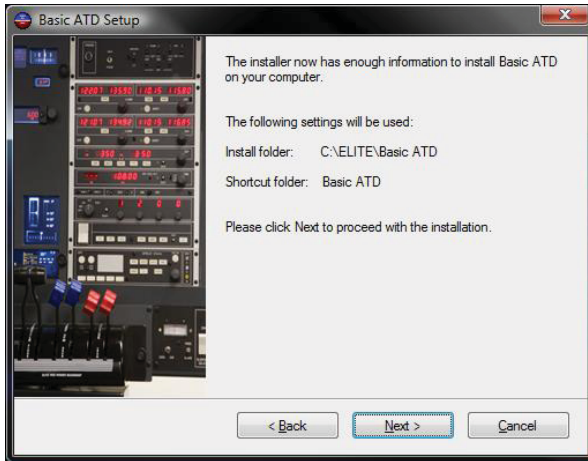 Basic ATD Setup
The installer now has enough information to install Basic ATD
on your computer.
The following settings will be used:
Install folder: C:\ELITE\Basic ATD
Shortcut folder: Basic ATD
Please click Next to proceed with the installation.
< Back Next > Cancel